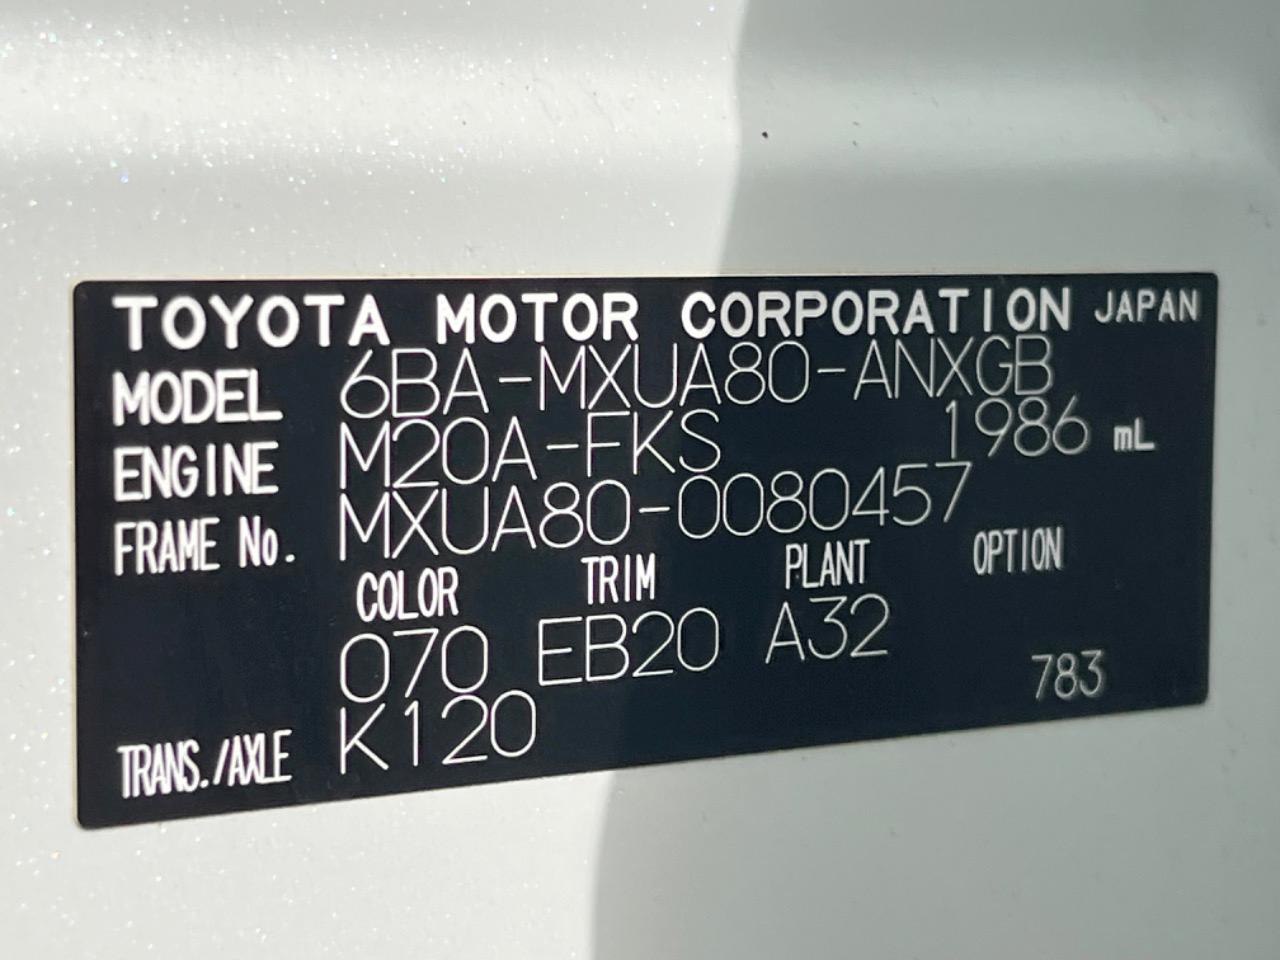 TOYOTA MOTOR CORPORATION JAPAN
MODEL 6BA-MXUA80-ANXGB
ENGINE M20A-FKS 1986 mL
FRAME No. MXUA80-0080457
COLOR TRIM PLANT OPTION
070 EB20 A32
783
TRANS./AXLE K120